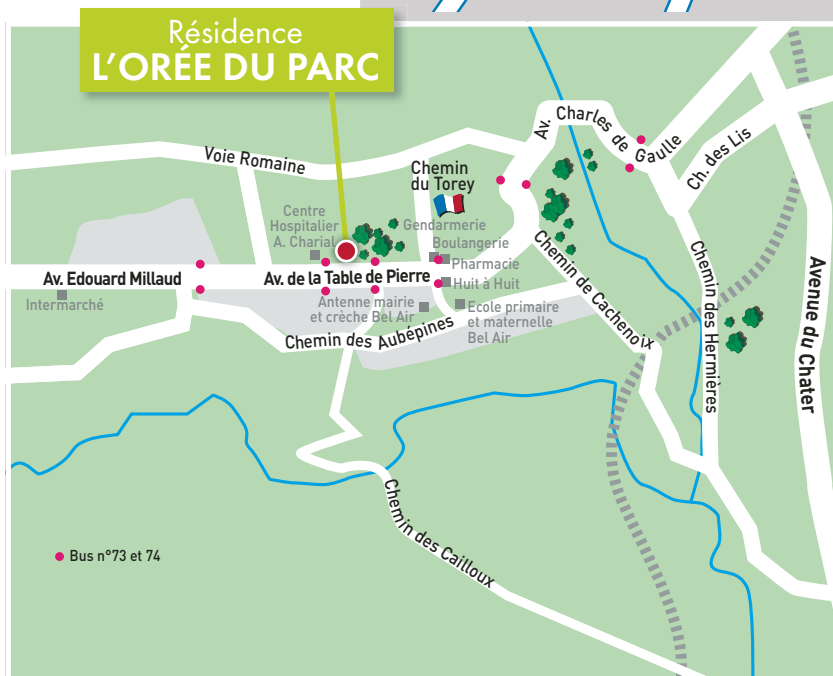 Résidence
L'ORÉE DU PARC
Av. Charles de Gaulle
Ch. des Lis
Voie Romaine
Chemin
du Torey
Centre
Hospitalier
A. Charial
Gendarmerie
Boulangerie
Pharmacie
Av. Edouard Millaud
Av. de la Table de Pierre
Huit à Huit
Intermarché
Antenne mairie
et crèche Bel Air
Ecole primaire
et maternelle
Bel Air
Chemin des Aubépines
Chemin de Cachenoix
Chemin des Hermières
Avenue du Chater
Chemin des Cailloux
Bus n°73 et 74